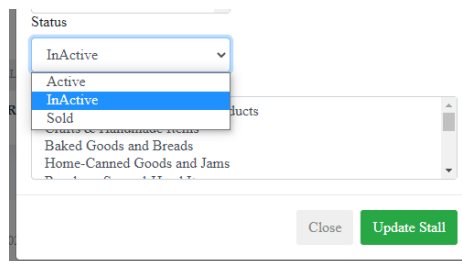 Status
InActive
Active
InActive
Sold
ducts
Crafts & Handmade Items
Baked Goods and Breads
Home-Canned Goods and Jams
Close
Update Stall